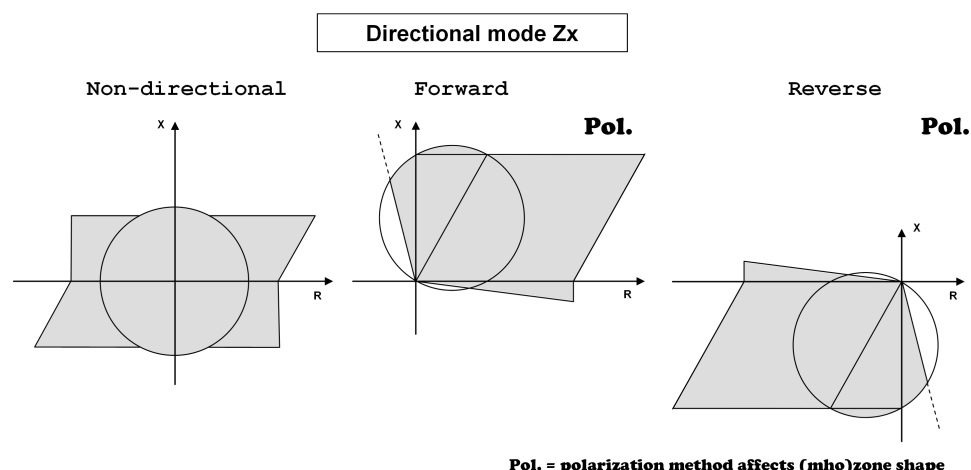 Directional mode Zx
Non-directional
Forward
Reverse
X
R
X
Pol.
R
Pol.
X
R
Pol. = polarization method affects (mho)zone shape